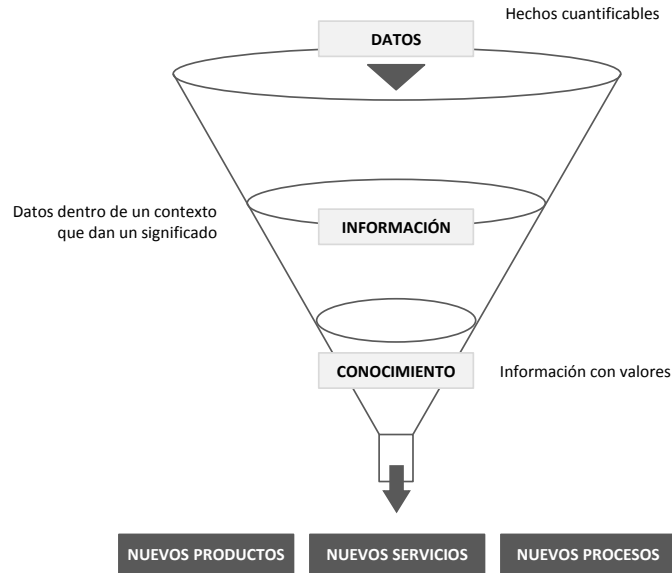 Hechos cuantificables
DATOS
Datos dentro de un contexto
que dan un significado
INFORMACIÓN
CONOCIMIENTO
Información con valores
NUEVOS PRODUCTOS
NUEVOS SERVICIOS
NUEVOS PROCESOS